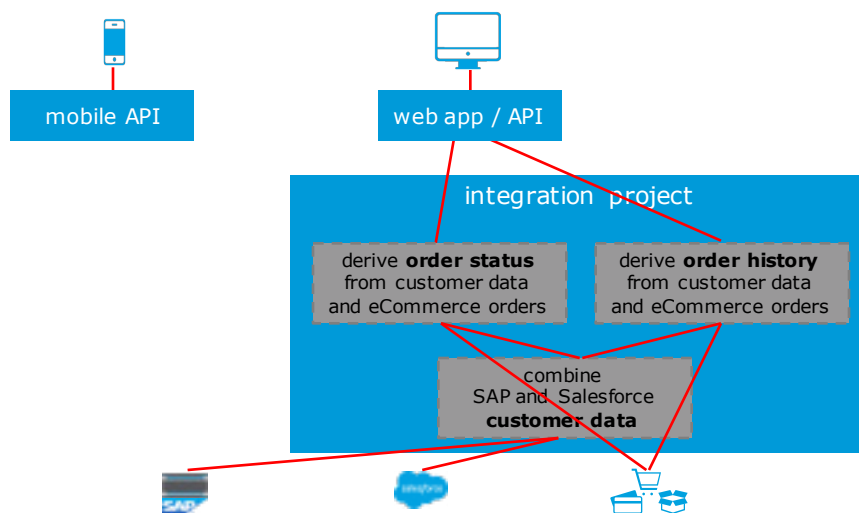 mobile API
web app / API
integration project
derive order status
from customer data
and eCommerce orders
derive order history
from customer data
and eCommerce orders
combine
SAP and Salesforce
customer data
SAP
salesforce